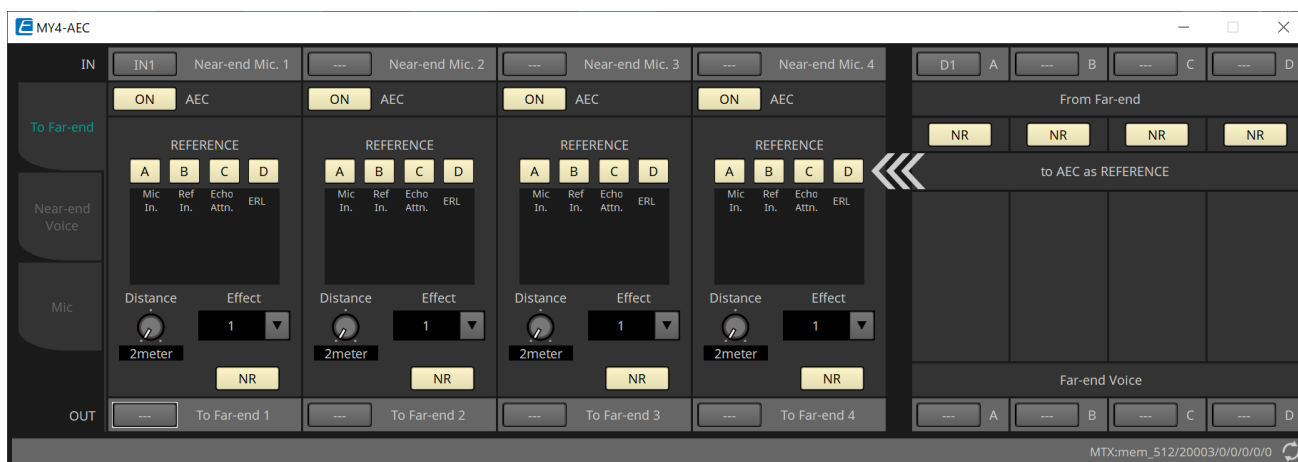 E MY4-AEC
IN IN1 Near-end Mic. 1 --- Near-end Mic. 2 --- Near-end Mic. 3 --- Near-end Mic. 4 D1 A --- B --- C --- D
ON AEC ON AEC ON AEC ON AEC From Far-end
To Far-end
NR NR NR NR
REFERENCE REFERENCE REFERENCE REFERENCE
A B C D A B C D A B C D A B C D to AEC as REFERENCE
Mic Ref Echo ERL Mic Ref Echo ERL Mic Ref Echo ERL Mic Ref Echo ERL
In. In. Attn. In. In. Attn. In. In. Attn. In. In. Attn.
Near-end
Voice
Mic
Distance Effect Distance Effect Distance Effect Distance Effect
1 1 1 1
2meter 2meter 2meter 2meter
NR NR NR NR Far-end Voice
OUT --- To Far-end 1 --- To Far-end 2 --- To Far-end 3 --- To Far-end 4 --- A --- B --- C --- D
MTX:mem_512/20003/0/0/0/0/0